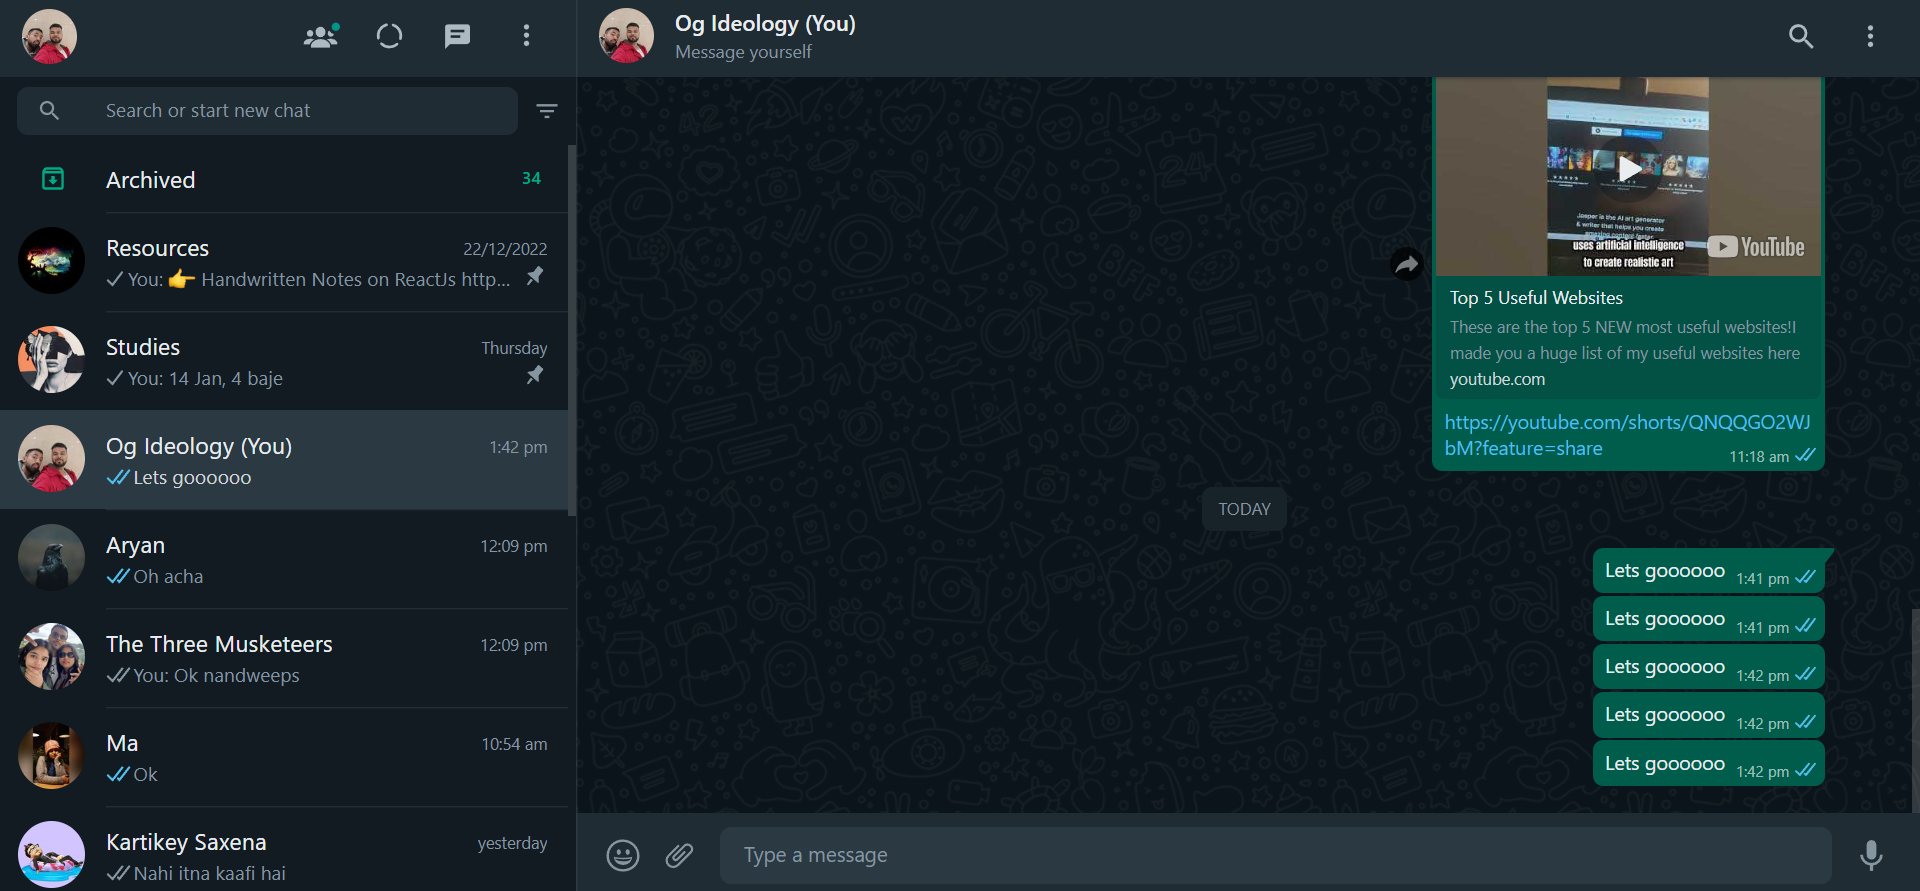 Search or start new chat
Archived
34
Resources
22/12/2022
You: 👉 Handwritten Notes on ReactJs http...
Studies
Thursday
You: 14 Jan, 4 baje
Og Ideology (You)
1:42 pm
Lets goooooo
Aryan
12:09 pm
Oh acha
The Three Musketeers
12:09 pm
You: Ok nandweeps
Ma
10:54 am
Ok
Kartikey Saxena
yesterday
Nahi itna kaafi hai
Og Ideology (You)
Message yourself
Jasper is the AI art generator
& writer that helps you create
amazing content faster.
uses artificial intelligence
to create realistic art
YouTube
Top 5 Useful Websites
These are the top 5 NEW most useful websites!I
made you a huge list of my useful websites here
youtube.com
https://youtube.com/shorts/QNQQGO2WJ
bM?feature=share
11:18 am
TODAY
Lets goooooo 1:41 pm
Lets goooooo 1:41 pm
Lets goooooo 1:42 pm
Lets goooooo 1:42 pm
Lets goooooo 1:42 pm
Type a message